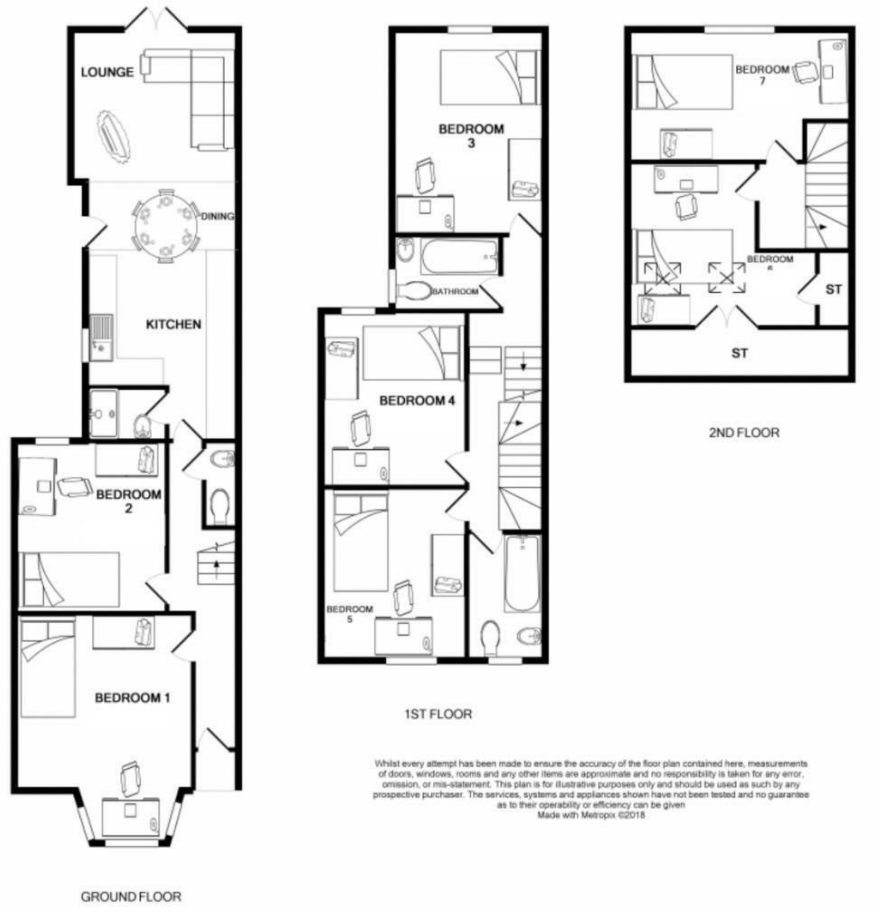 LOUNGE
DINING
KITCHEN
BEDROOM
2
BEDROOM 1
GROUND FLOOR
BEDROOM
3
BATHROOM
BEDROOM 4
BEDROOM
5
1ST FLOOR
BEDROOM
7
BEDROOM
6
ST
ST
2ND FLOOR
Whilst every attempt has been made to ensure the accuracy of the floor plan contained here, measurements
of doors, windows, rooms and any other items are approximate and no responsibility is taken for any error,
omission, or mis-statement. This plan is for illustrative purposes only and should be used as such by any
prospective purchaser. The services, systems and appliances shown have not been tested and no guarantee
as to their operability or efficiency can be given
Made with Metropix ©2018